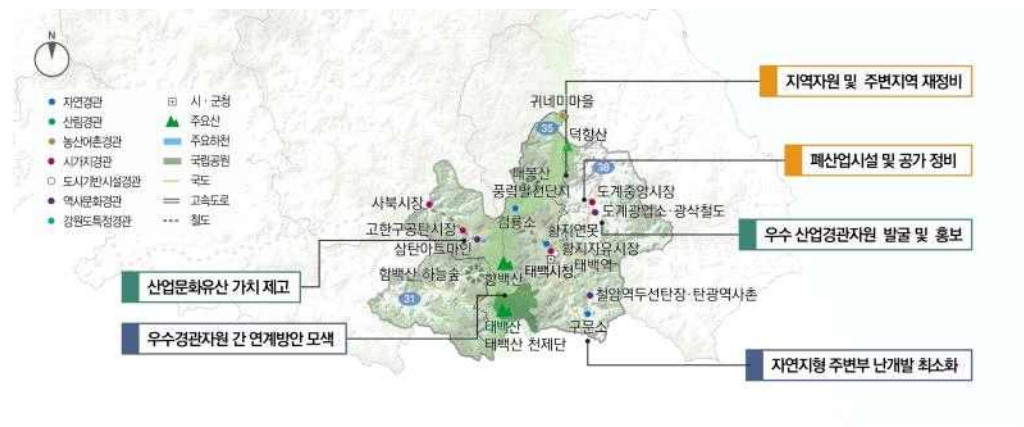 N
자연경관
산림경관
농산어촌경관
시가지경관
도시기반시설경관
역사문화경관
강원도특정경관
시·군청
주요산
주요하천
국립공원
국도
고속도로
철도
지역자원 및 주변지역 재정비
귀네미마을
35
덕항산
폐산업시설 및 공가 정비
38
매봉산
풍력발전단지
도계중앙시장
사북시장
검룡소
도계광업소·광삭철도
고한구공탄시장
황지연못
우수 산업경관자원 발굴 및 홍보
삼탄아트마인
황지자유시장
태백역
태백시청
함백산 하늘숲
함백산
산업문화유산 가치 제고
31
철암역두선탄장·탄광역사촌
우수경관자원 간 연계방안 모색
태백산
구문소
태백산 천제단
자연지형 주변부 난개발 최소화